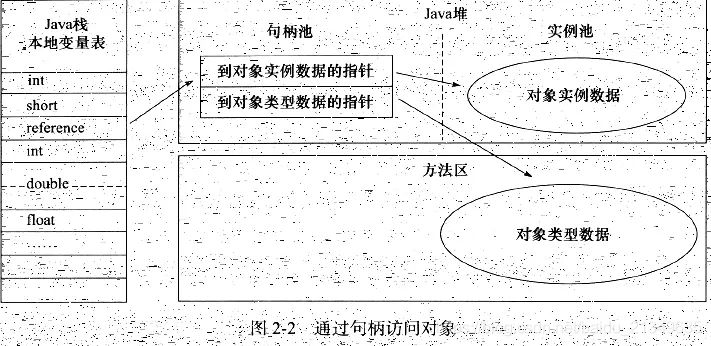 Java栈
本地变量表
int
short
reference
int
double
float
......
Java堆
句柄池
实例池
到对象实例数据的指针
到对象类型数据的指针
对象实例数据
方法区
对象类型数据
图 2-2 通过句柄访问对象